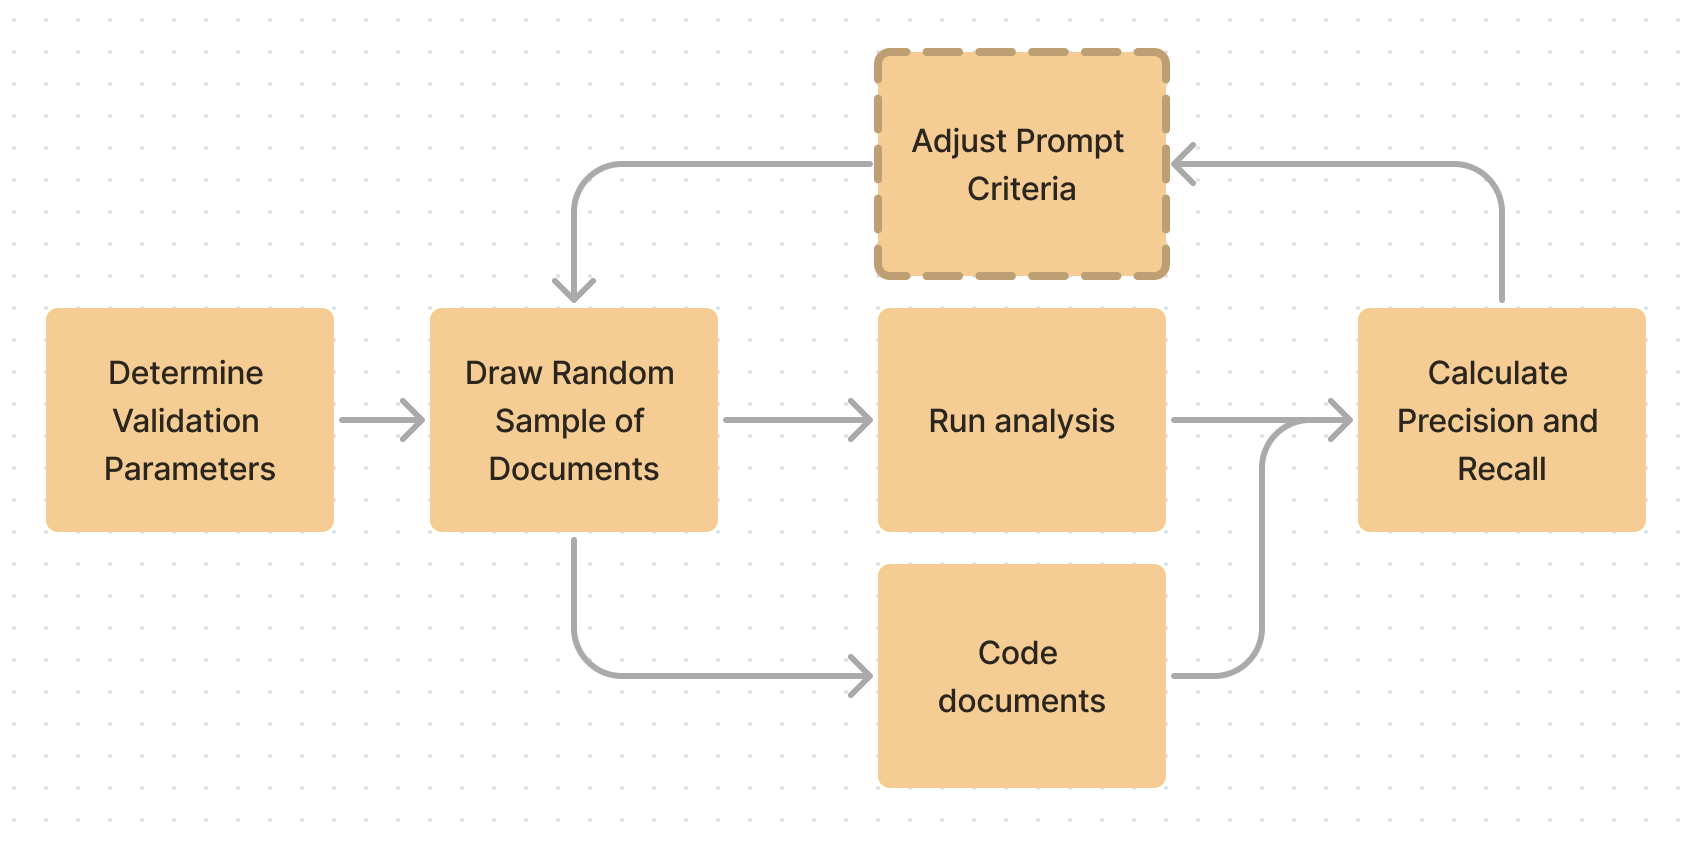 Adjust Prompt
Criteria
Determine
Validation
Parameters
Draw Random
Sample of
Documents
Run analysis
Calculate
Precision and
Recall
Code
documents